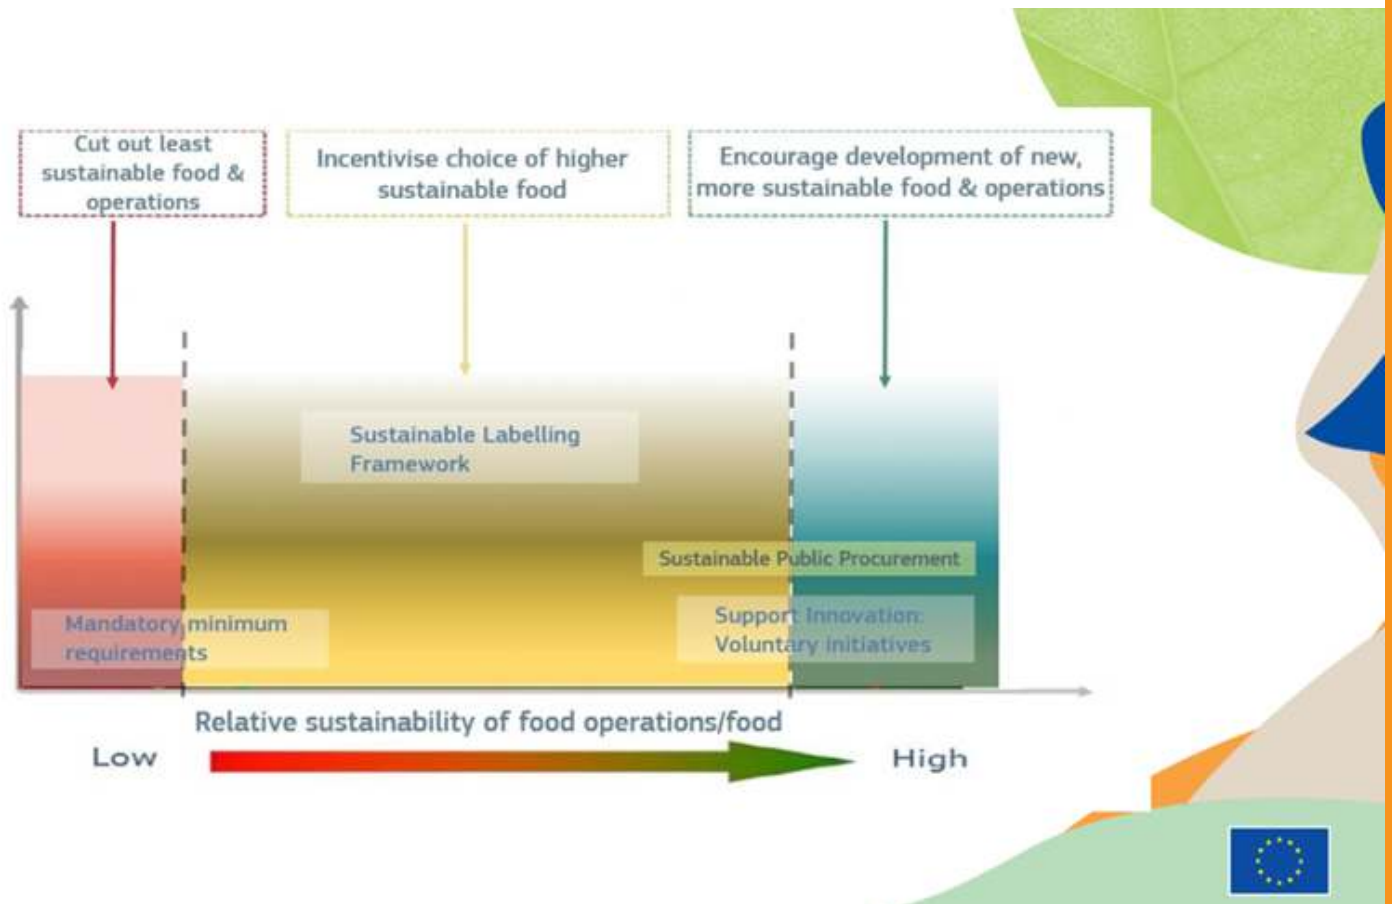 Cut out least
sustainable food &
operations
Incentivise choice of higher
sustainable food
Encourage development of new,
more sustainable food & operations
Sustainable Labelling
Framework
Sustainable Public Procurement
Mandatory minimum
requirements
Support Innovation:
Voluntary initiatives
Relative sustainability of food operations/food
Low
High